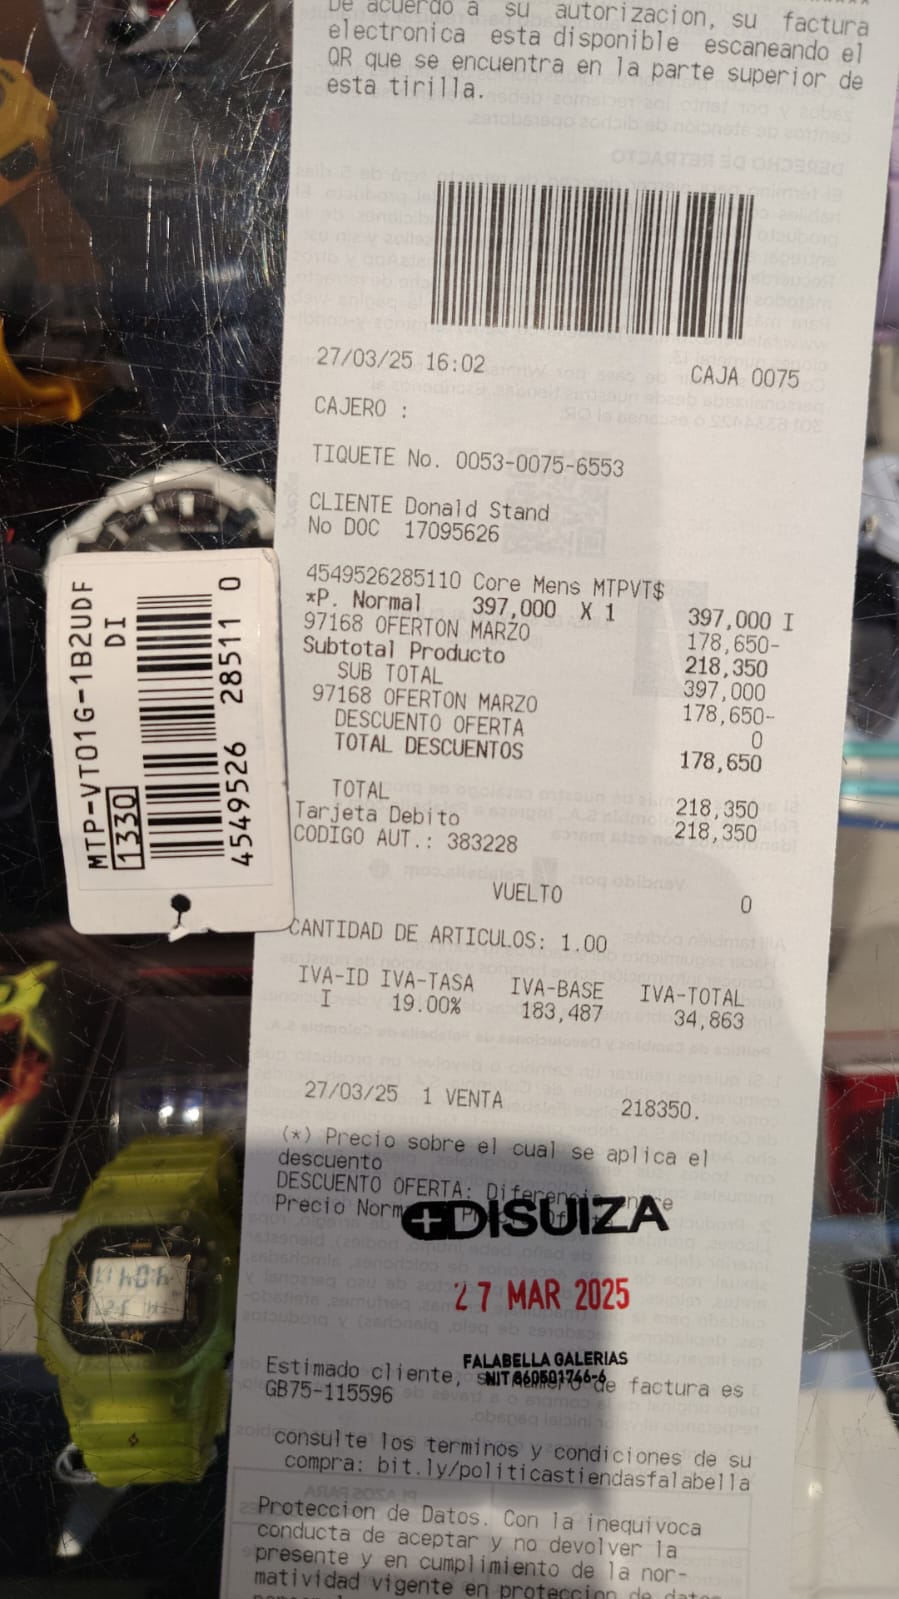 De acuerdo a su autorizacion, su factura
electronica esta disponible escaneando el
QR que se encuentra en la parte superior de
esta tirilla.
27/03/25 16:02 CAJA 0075
CAJERO :
TIQUETE No. 0053-0075-6553
CLIENTE Donald Stand
No DOC 17095626
4549526285110 Core Mens MTPVT$
*P. Normal 397,000 X 1 397,000 I
97168 OFERTON MARZO 178,650-
Subtotal Producto 218,350
SUB TOTAL 397,000
97168 OFERTON MARZO 178,650-
DESCUENTO OFERTA 0
TOTAL DESCUENTOS 178,650
TOTAL 218,350
Tarjeta Debito 218,350
CODIGO AUT.: 383228
VUELTO 0
CANTIDAD DE ARTICULOS: 1.00
IVA-ID IVA-TASA IVA-BASE IVA-TOTAL
I 19.00% 183,487 34,863
27/03/25 1 VENTA 218350.
(*) Precio sobre el cual se aplica el
descuento
DESCUENTO OFERTA: Diferencia entre
Precio Norm
DISUIZA
27 MAR 2025
FALABELLA GALERIAS
NIT 860501746-6
Estimado cliente, de factura es
GB75-115596
consulte los terminos y condiciones de su
compra: bit.ly/politicastiendasfalabella
Proteccion de Datos. Con la inequivoca
conducta de aceptar y no devolver la
presente y en cumplimiento de la nor-
matividad vigente en proteccion de datos
MTP-VT01G-1B2UDF
DI
1330
4549526 28511 0